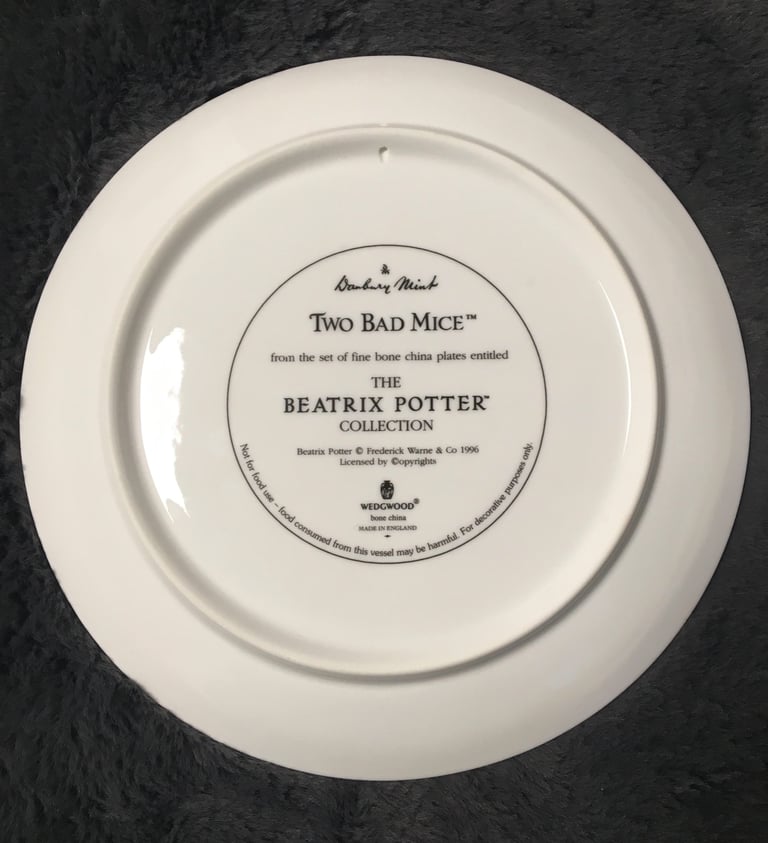 Danbury Mint
TWO BAD MICE™
from the set of fine bone china plates entitled
THE
BEATRIX POTTER™
COLLECTION
Beatrix Potter © Frederick Warne & Co 1996
Licensed by ©opyrights
WEDGWOOD®
bone china
MADE IN ENGLAND
Not for food use – food consumed from this vessel may be harmful. For decorative purposes only.